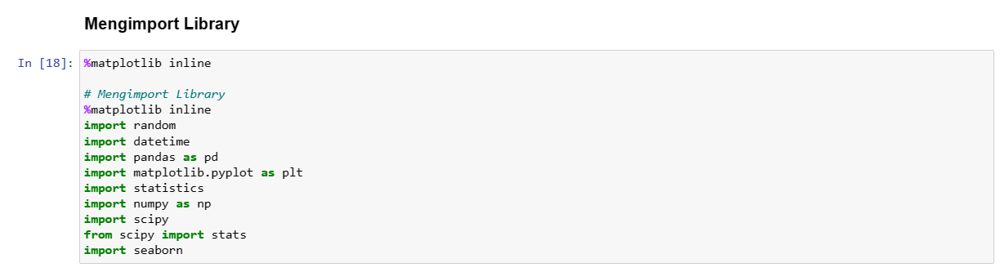 Mengimport Library
In [18]: %matplotlib inline
# Mengimport Library
%matplotlib inline
import random
import datetime
import pandas as pd
import matplotlib.pyplot as plt
import statistics
import numpy as np
import scipy
from scipy import stats
import seaborn